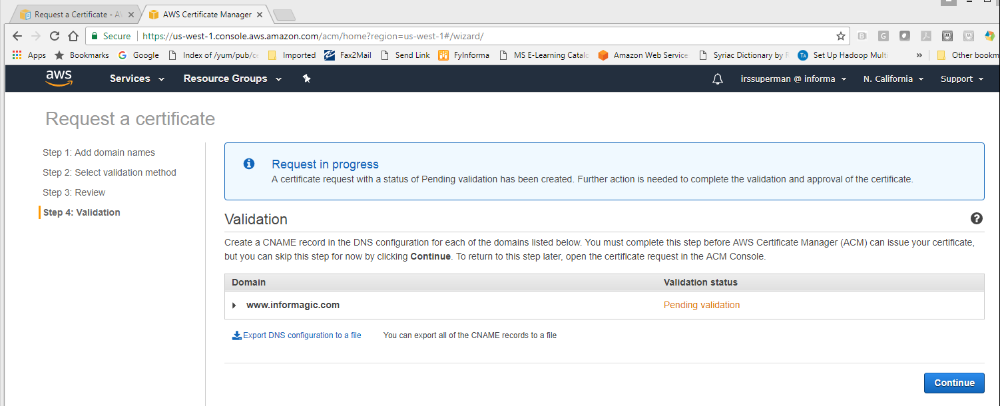 Request a Certificate - AW
AWS Certificate Manager
Secure
https://us-west-1.console.aws.amazon.com/acm/home?region=us-west-1#/wizard/
Apps
Bookmarks
Google
Index of /yum/pub/ce
Imported
Fax2Mail
Send Link
FyInforma
MS E-Learning Catalo
Amazon Web Service
Syriac Dictionary by
TA
Set Up Hadoop Multi
»
Other bookm
aws
Services
Resource Groups
irssuperman @ informa
N. California
Support
Request a certificate
Step 1: Add domain names
Step 2: Select validation method
Step 3: Review
Step 4: Validation
Request in progress
A certificate request with a status of Pending validation has been created. Further action is needed to complete the validation and approval of the certificate.
Validation
Create a CNAME record in the DNS configuration for each of the domains listed below. You must complete this step before AWS Certificate Manager (ACM) can issue your certificate,
but you can skip this step for now by clicking Continue. To return to this step later, open the certificate request in the ACM Console.
Domain
Validation status
www.informagic.com
Pending validation
Export DNS configuration to a file
You can export all of the CNAME records to a file
Continue